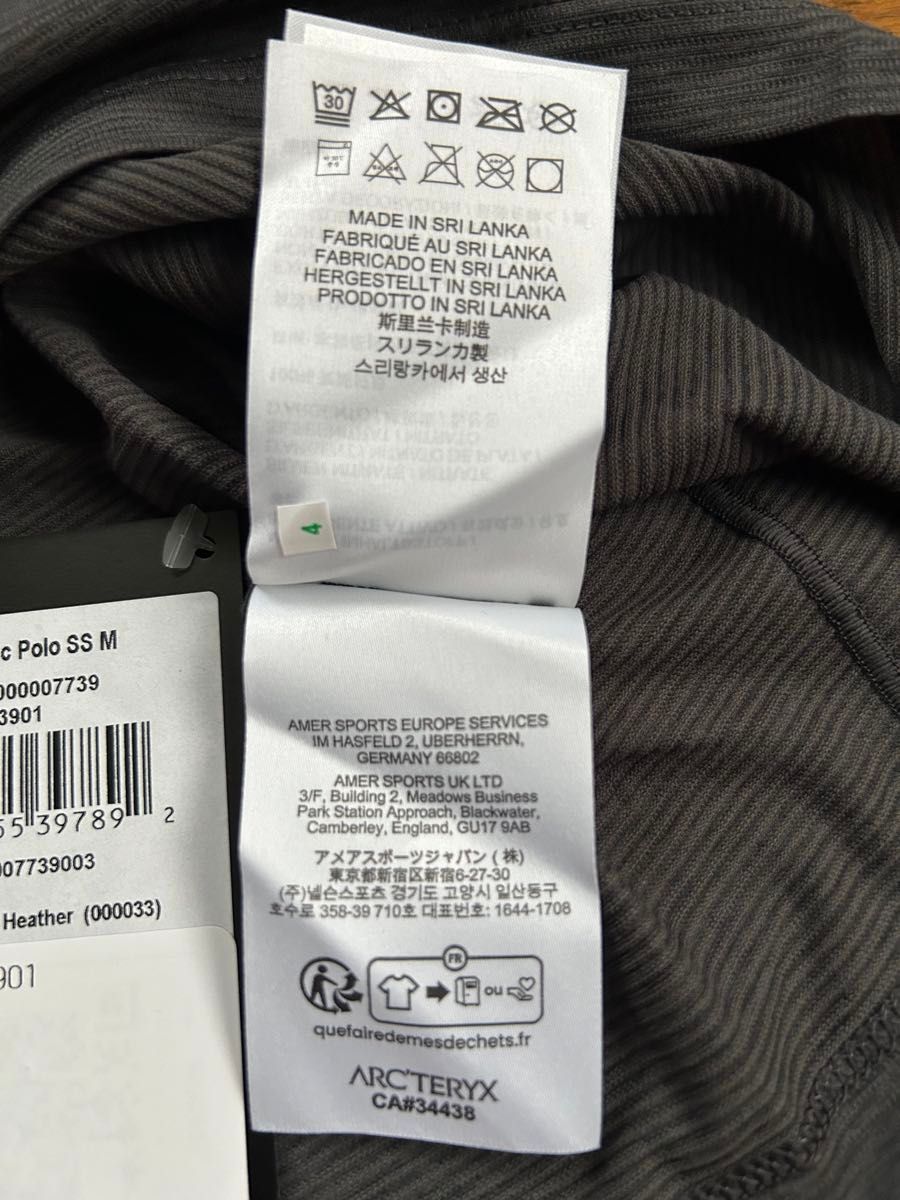 30
MADE IN SRI LANKA
FABRIQUÉ AU SRI LANKA
FABRICADO EN SRI LANKA
HERGESTELLT IN SRI LANKA
PRODOTTO IN SRI LANKA
斯里兰卡制造
スリランカ製
스리랑카에서 생산
4
c Polo SS M
000007739
3901
55 39789 2
007739003
Heather (000033)
901
AMER SPORTS EUROPE SERVICES
IM HASFELD 2, UBERHERRN,
GERMANY 66802
AMER SPORTS UK LTD
3/F, Building 2, Meadows Business
Park Station Approach, Blackwater,
Camberley, England, GU17 9AB
アメアスポーツジャパン (株)
東京都新宿区新宿6-27-30
(주)넬슨스포츠 경기도 고양시 일산동구
호수로 358-39 710호 대표번호: 1644-1708
FR
ou
quefairedemesdechets.fr
ARC'TERYX
CA#34438